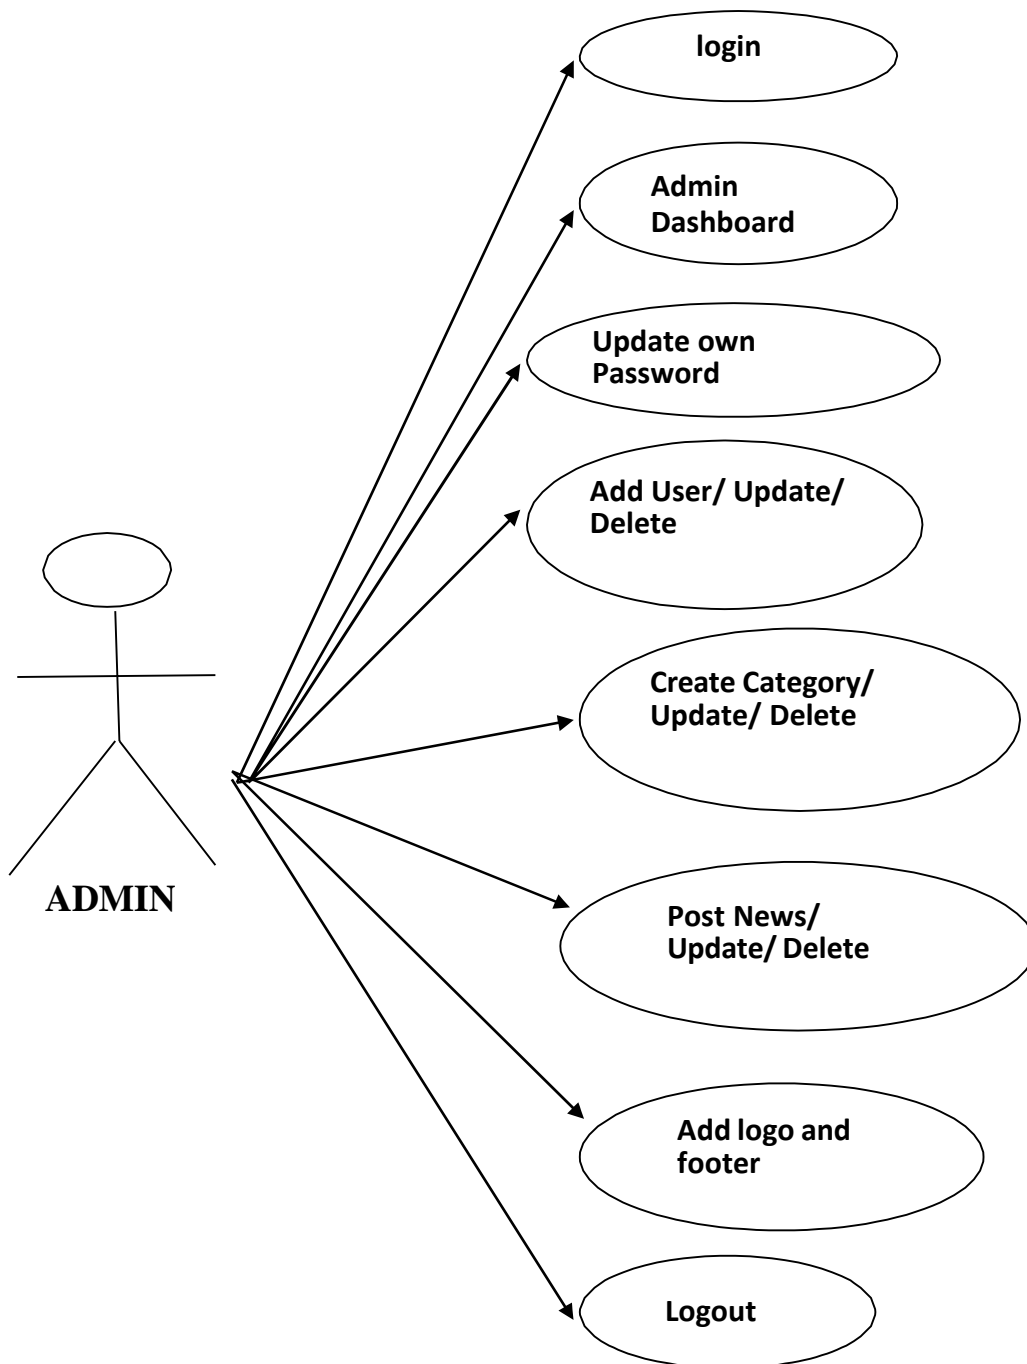 login
Admin
Dashboard
Update own
Password
Add User/ Update/
Delete
Create Category/
Update/ Delete
ADMIN
Post News/
Update/ Delete
Add logo and
footer
Logout